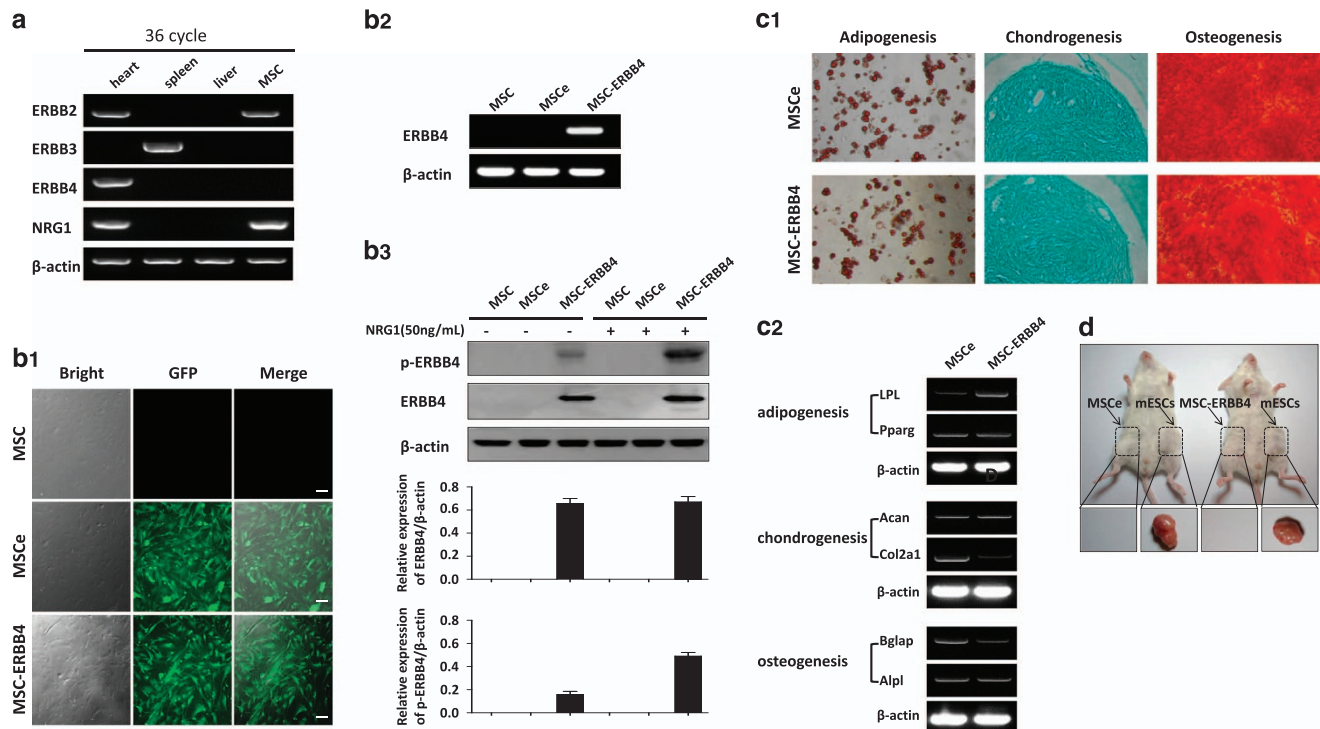 a
36 cycle
heart spleen liver MSC
ERBB2
ERBB3
ERBB4
NRG1
β-actin
b1
Bright GFP Merge
MSC
MSCe
MSC-ERBB4
b2
MSC MSCe MSC-ERBB4
ERBB4
β-actin
b3
MSC MSCe MSC-ERBB4 MSC MSCe MSC-ERBB4
NRG1(50ng/mL) - - - + + +
p-ERBB4
ERBB4
β-actin
Relative expression
of ERBB4/β-actin
0.8
0.6
0.4
0.2
0.0
Relative expression
of p-ERBB4/β-actin
0.8
0.6
0.4
0.2
0.0
c1
Adipogenesis Chondrogenesis Osteogenesis
MSCe
MSC-ERBB4
c2
MSCe MSC-ERBB4
adipogenesis
LPL
Pparg
β-actin
chondrogenesis
Acan
Col2a1
β-actin
osteogenesis
Bglap
Alpl
β-actin
d
MSCe mESCs MSC-ERBB4 mESCs